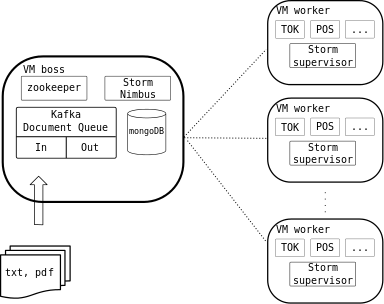 VM boss
zookeeper
Storm
Nimbus
Kafka
Document Queue
In
Out
mongoDB
txt, pdf
VM worker
TOK
POS
...
Storm
supervisor
VM worker
TOK
POS
...
Storm
supervisor
VM worker
TOK
POS
...
Storm
supervisor